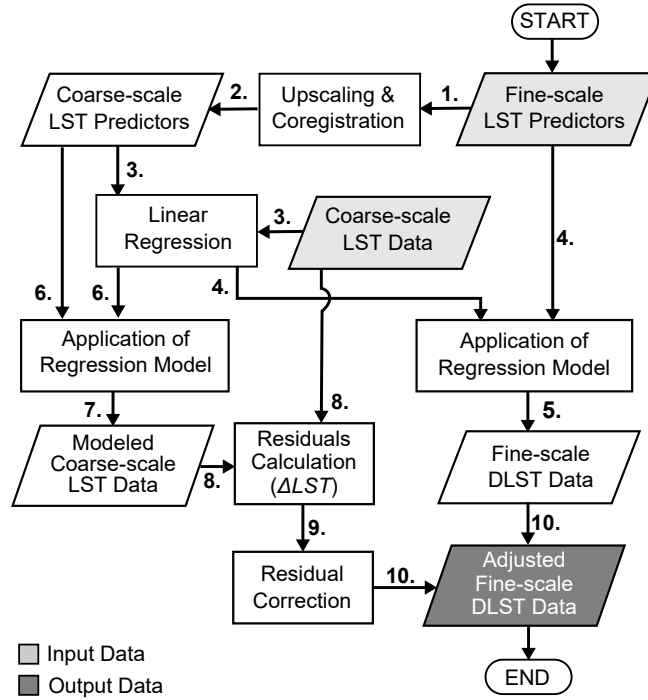 START
Coarse-scale
LST Predictors
2.
Upscaling &
Coregistration
1.
Fine-scale
LST Predictors
3.
Linear
Regression
3.
Coarse-scale
LST Data
4.
6.
6.
4.
Application of
Regression Model
Application of
Regression Model
7.
8.
5.
Modeled
Coarse-scale
LST Data
8.
Residuals
Calculation
(ΔLST)
Fine-scale
DLST Data
9.
10.
Residual
Correction
10.
Adjusted
Fine-scale
DLST Data
Input Data
Output Data
END